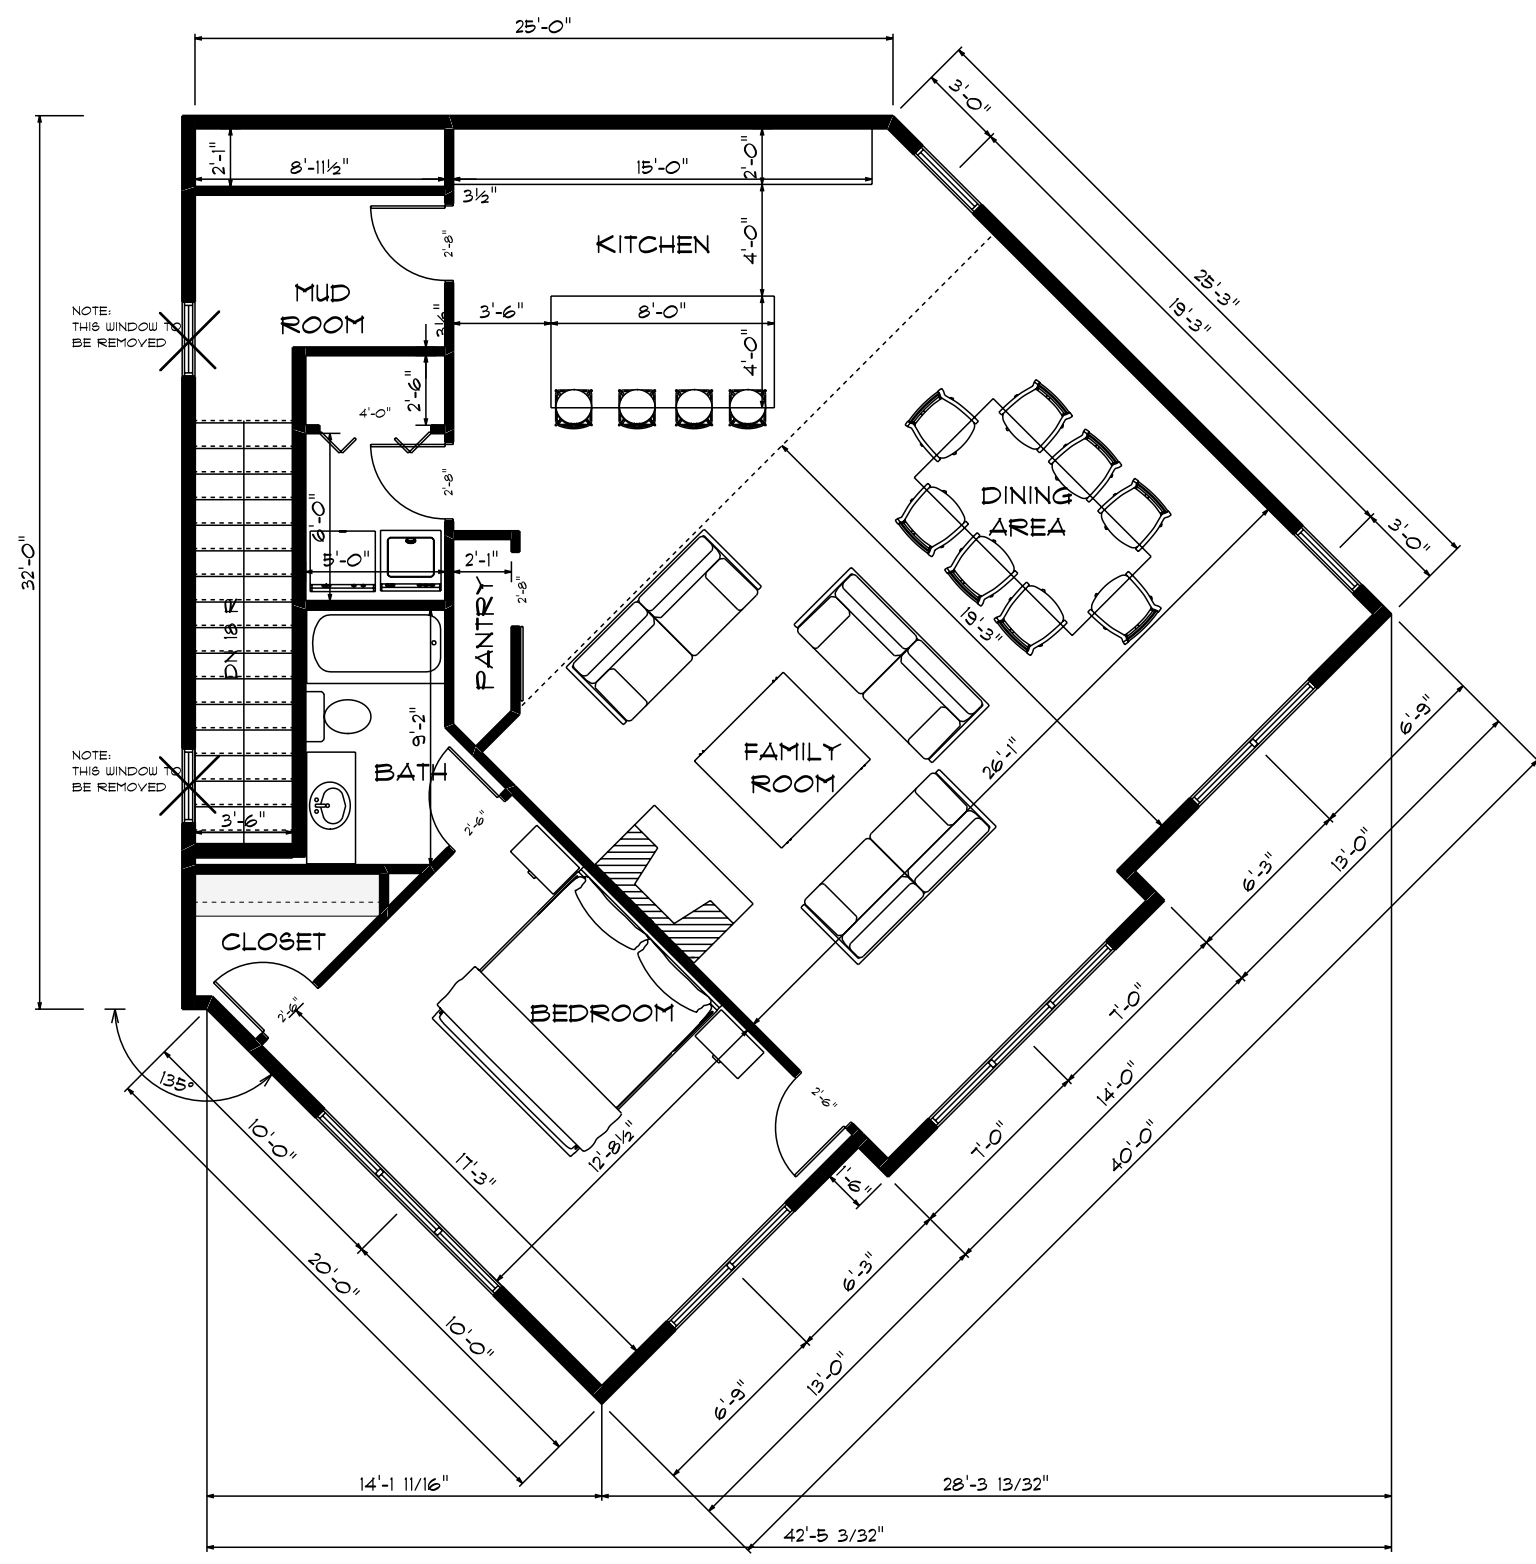 25'-0"
3'-0"
2'-1"
8'-11½"
15'-0"
2'-0"
3½"
2'-8"
KITCHEN
4'-0"
25'-3"
19'-3"
MUD
ROOM
NOTE:
THIS WINDOW TO
BE REMOVED
3½"
3'-6"
8'-0"
4'-0"
2'-6"
4'-0"
2'-8"
DINING
AREA
3'-0"
32'-0"
6'-0"
5'-0"
2'-1"
2'-8"
PANTRY
DN 18 R
19'-3"
26'-1"
6'-9"
9'-2"
FAMILY
ROOM
NOTE:
THIS WINDOW TO
BE REMOVED
BATH
3'-6"
2'-6"
6'-3"
13'-0"
CLOSET
2'-6"
BEDROOM
7'-0"
135°
2'-6"
14'-0"
10'-0"
12'-8½"
7'-0"
40'-0"
17'-3"
1'-6"
20'-0"
6'-3"
10'-0"
13'-0"
6'-9"
14'-1 11/16"
28'-3 13/32"
42'-5 3/32"